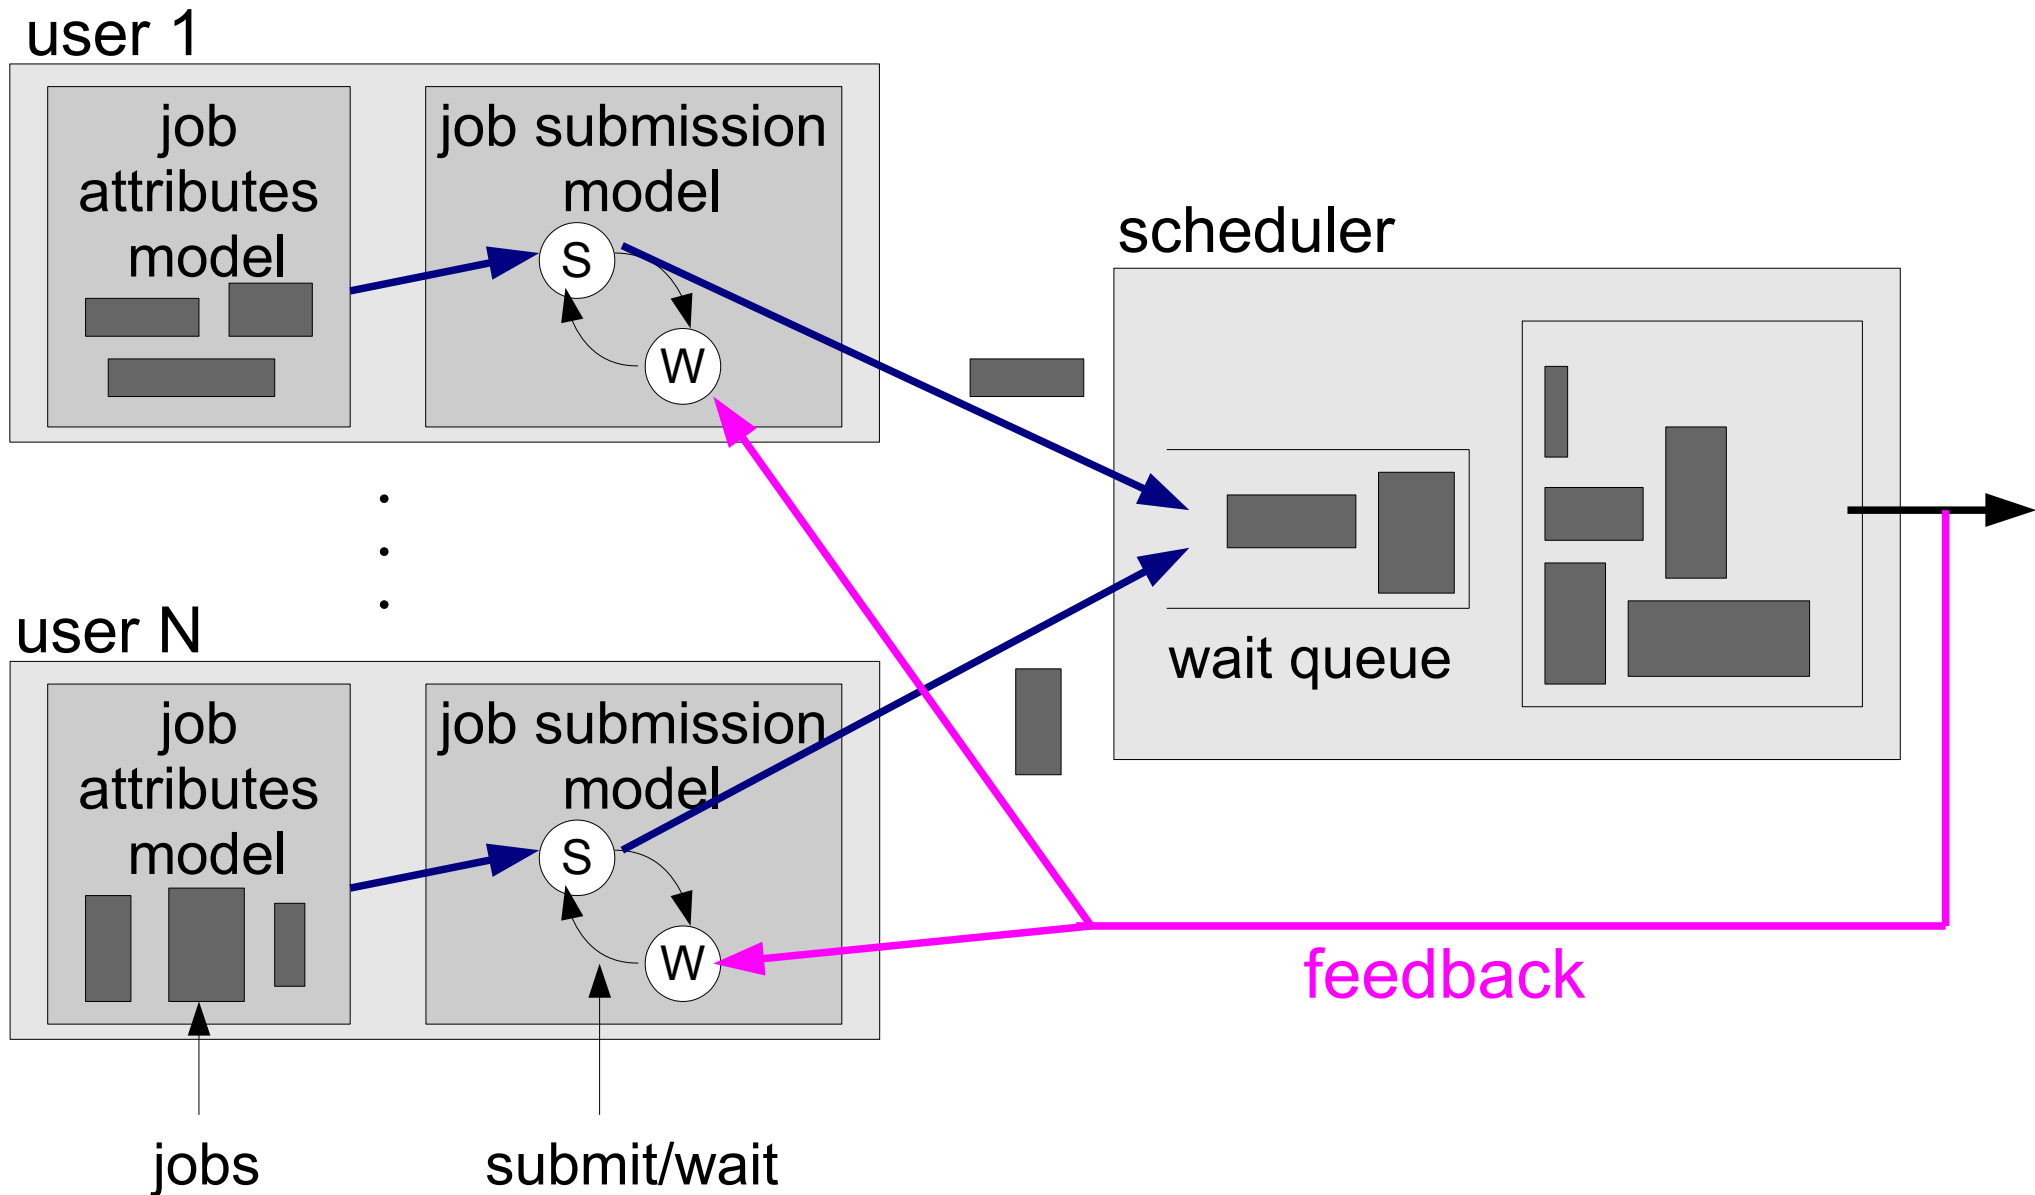 user 1
job
attributes
model
job submission
model
S
W
scheduler
wait queue
user N
job
attributes
model
job submission
model
S
W
feedback
jobs
submit/wait